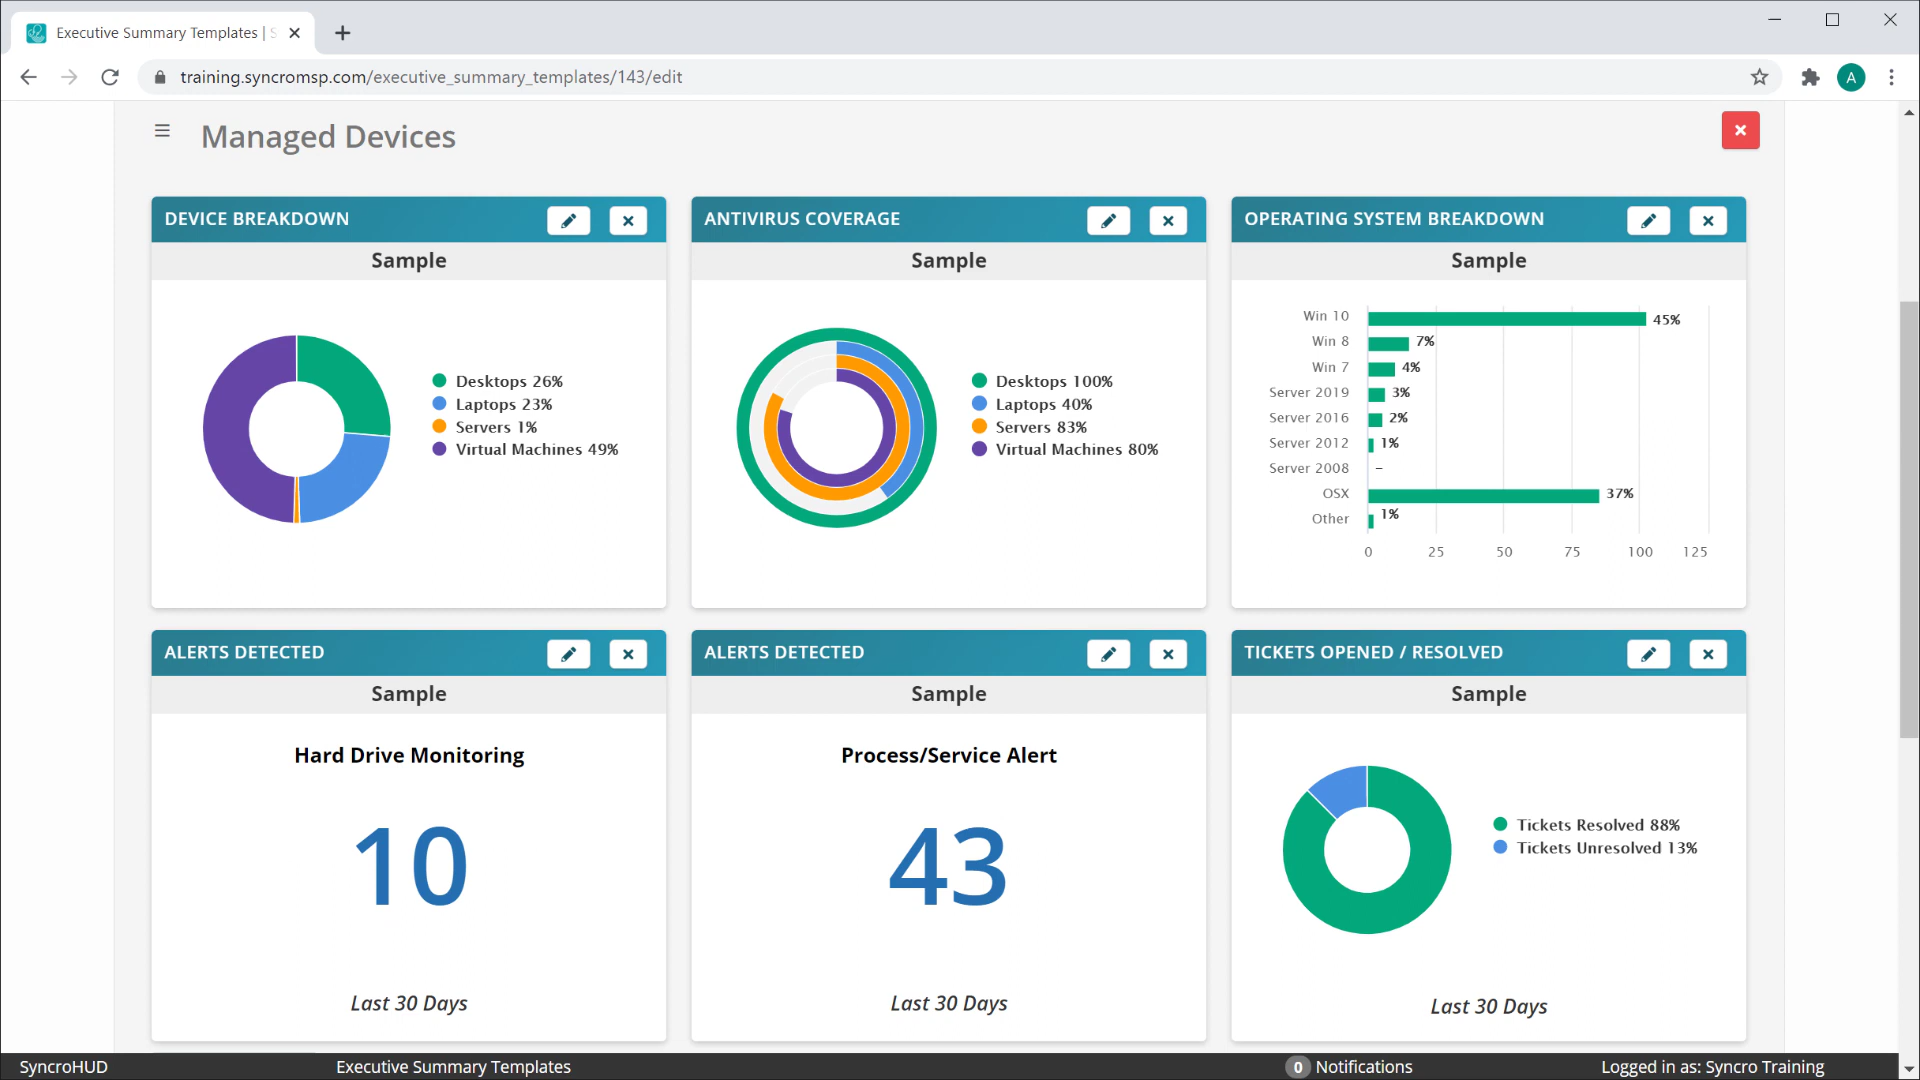 Executive Summary Templates | S
training.syncromsp.com/executive_summary_templates/143/edit
A
Managed Devices
DEVICE BREAKDOWN
Sample
Desktops 26%
Laptops 23%
Servers 1%
Virtual Machines 49%
ANTIVIRUS COVERAGE
Sample
Desktops 100%
Laptops 40%
Servers 83%
Virtual Machines 80%
OPERATING SYSTEM BREAKDOWN
Sample
Win 10 45%
Win 8 7%
Win 7 4%
Server 2019 3%
Server 2016 2%
Server 2012 1%
Server 2008 –
OSX 37%
Other 1%
0 25 50 75 100 125
ALERTS DETECTED
Sample
Hard Drive Monitoring
10
Last 30 Days
ALERTS DETECTED
Sample
Process/Service Alert
43
Last 30 Days
TICKETS OPENED / RESOLVED
Sample
Tickets Resolved 88%
Tickets Unresolved 13%
Last 30 Days
SyncroHUD
Executive Summary Templates
0 Notifications
Logged in as: Syncro Training